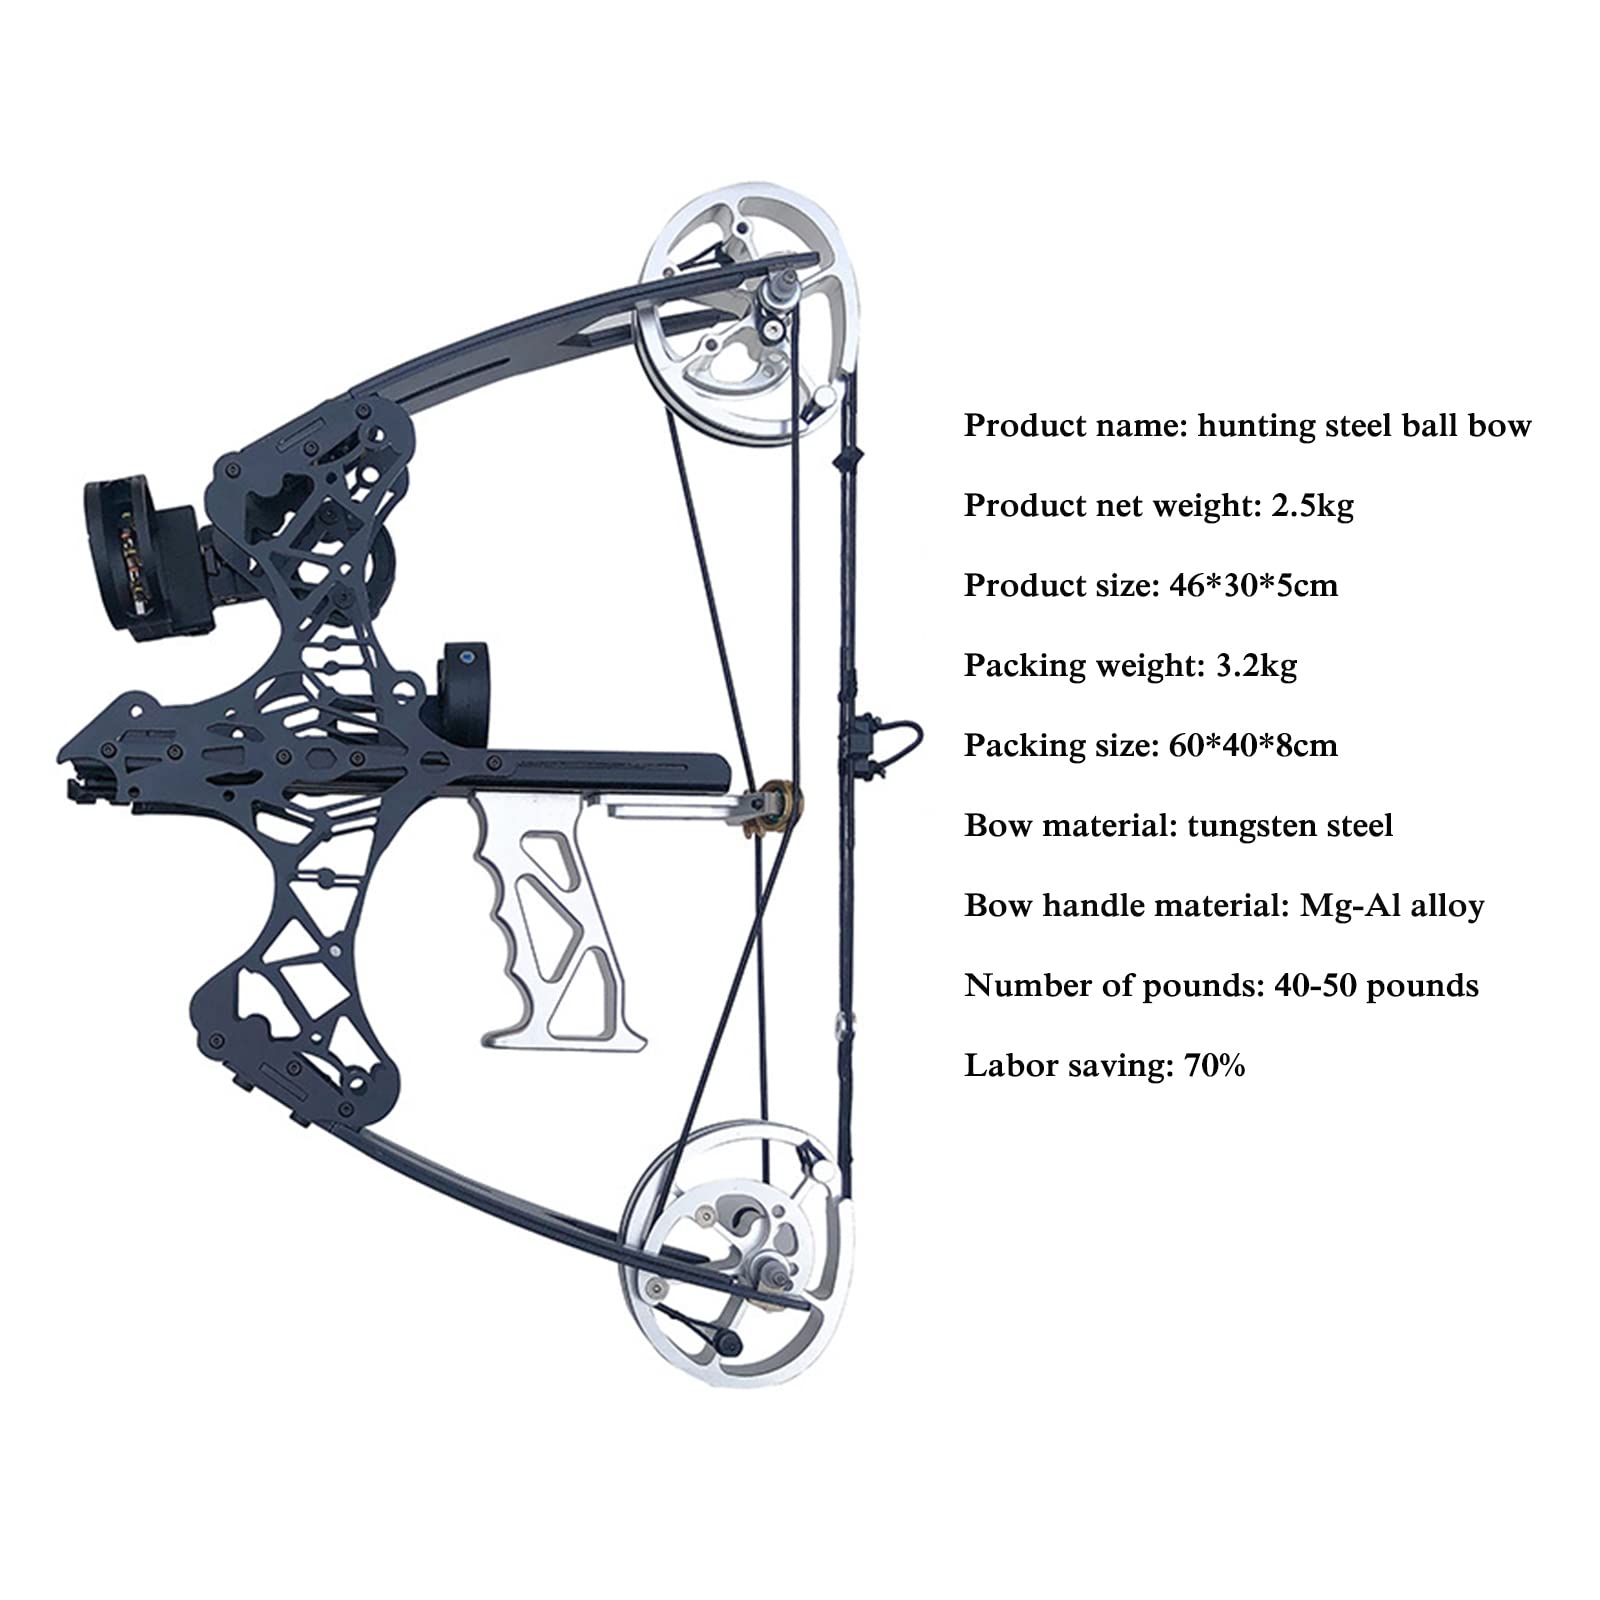 Product name: hunting steel ball bow
Product net weight: 2.5kg
Product size: 46*30*5cm
Packing weight: 3.2kg
Packing size: 60*40*8cm
Bow material: tungsten steel
Bow handle material: Mg-Al alloy
Number of pounds: 40-50 pounds
Labor saving: 70%